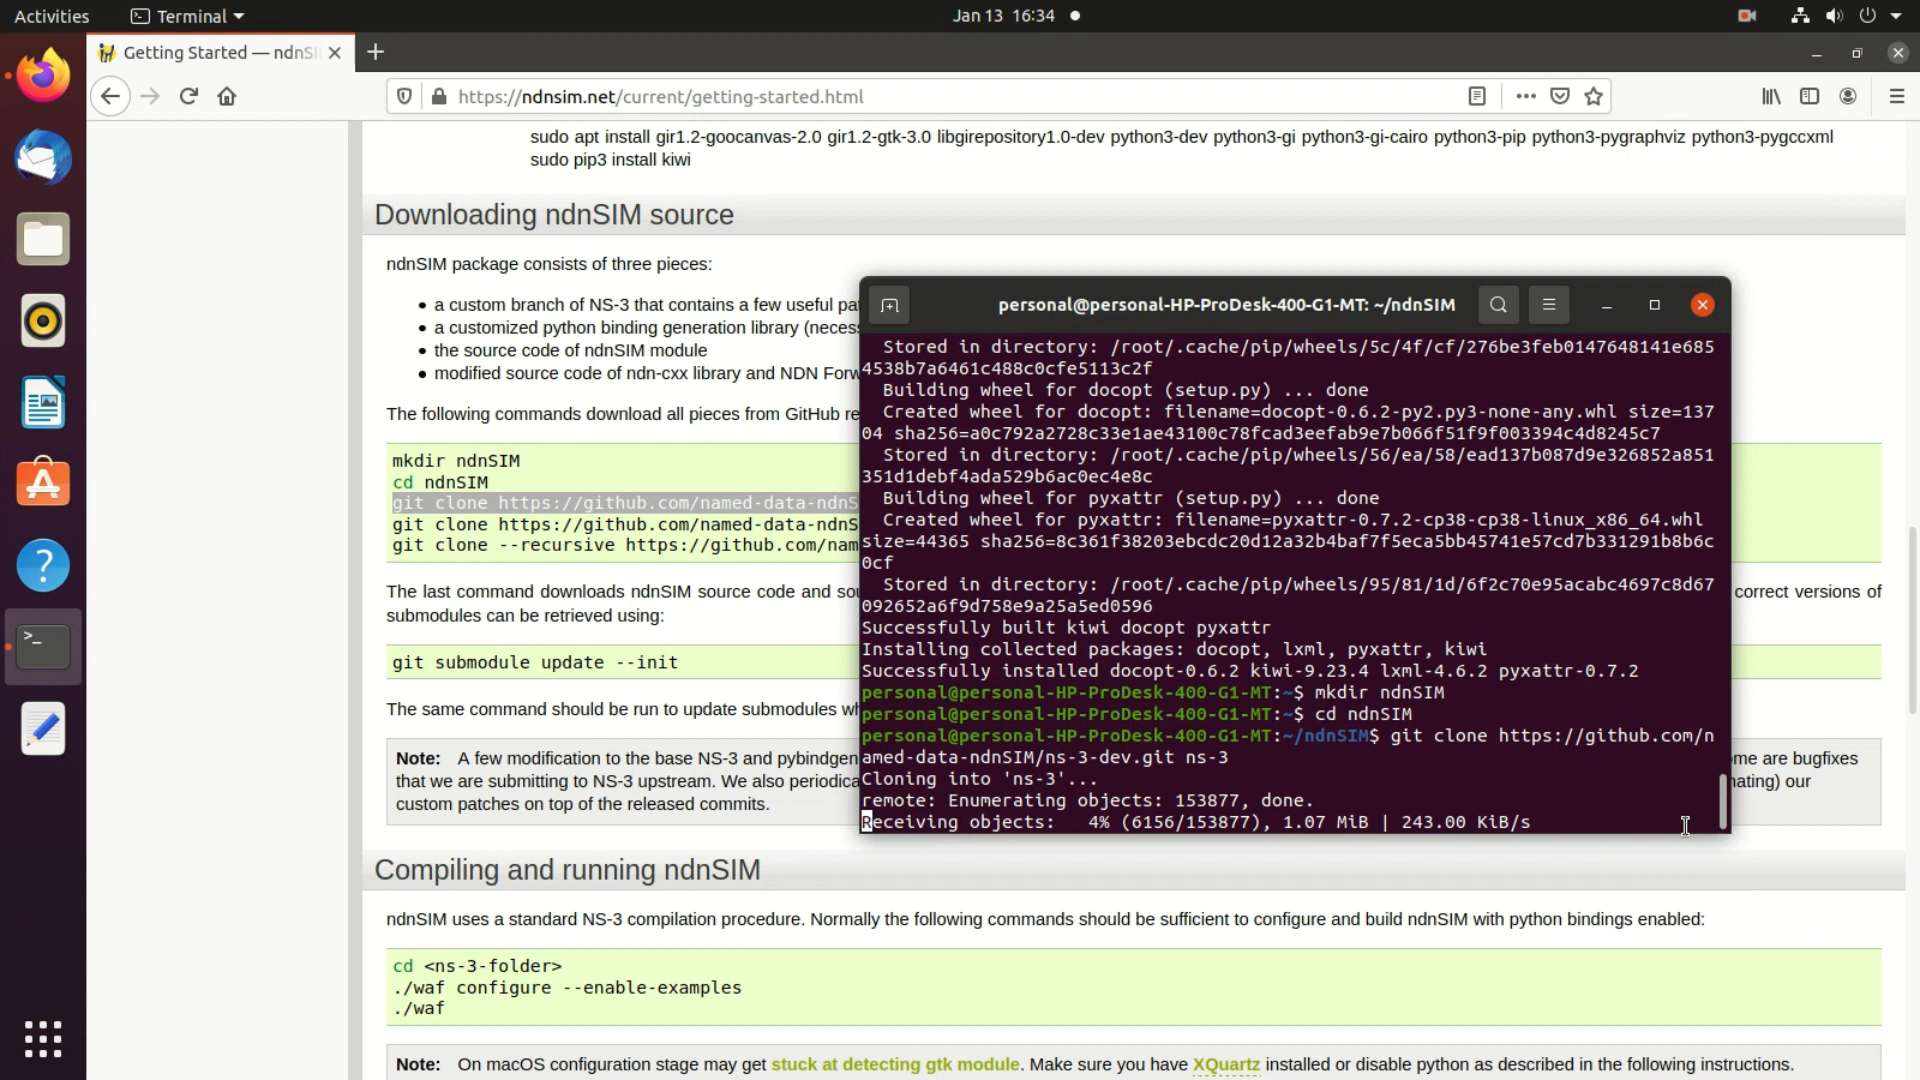 Activities
Terminal
Jan 13 16:34
Getting Started — ndnSI
https://ndnsim.net/current/getting-started.html
sudo apt install gir1.2-goocanvas-2.0 gir1.2-gtk-3.0 libgirepository1.0-dev python3-dev python3-gi python3-gi-cairo python3-pip python3-pygraphviz python3-pygccxml
sudo pip3 install kiwi
Downloading ndnSIM source
ndnSIM package consists of three pieces:
a custom branch of NS-3 that contains a few useful pa
a customized python binding generation library (neces
the source code of ndnSIM module
modified source code of ndn-cxx library and NDN Forw
The following commands download all pieces from GitHub re
mkdir ndnSIM
cd ndnSIM
git clone https://github.com/named-data-ndnS
git clone https://github.com/named-data-ndnS
git clone --recursive https://github.com/nam
The last command downloads ndnSIM source code and sou
correct versions of
submodules can be retrieved using:
git submodule update --init
The same command should be run to update submodules wh
Note: A few modification to the base NS-3 and pybindgen
me are bugfixes
that we are submitting to NS-3 upstream. We also periodica
nating) our
custom patches on top of the released commits.
personal@personal-HP-ProDesk-400-G1-MT: ~/ndnSIM
Stored in directory: /root/.cache/pip/wheels/5c/4f/cf/276be3feb0147648141e685
4538b7a6461c488c0cfe5113c2f
Building wheel for docopt (setup.py) ... done
Created wheel for docopt: filename=docopt-0.6.2-py2.py3-none-any.whl size=137
04 sha256=a0c792a2728c33e1ae43100c78fcad3eefab9e7b066f51f9f003394c4d8245c7
Stored in directory: /root/.cache/pip/wheels/56/ea/58/ead137b087d9e326852a851
351d1debf4ada529b6ac0ec4e8c
Building wheel for pyxattr (setup.py) ... done
Created wheel for pyxattr: filename=pyxattr-0.7.2-cp38-cp38-linux_x86_64.whl
size=44365 sha256=8c361f38203ebcdc20d12a32b4baf7f5eca5bb45741e57cd7b331291b8b6c
0cf
Stored in directory: /root/.cache/pip/wheels/95/81/1d/6f2c70e95acabc4697c8d67
092652a6f9d758e9a25a5ed0596
Successfully built kiwi docopt pyxattr
Installing collected packages: docopt, lxml, pyxattr, kiwi
Successfully installed docopt-0.6.2 kiwi-9.23.4 lxml-4.6.2 pyxattr-0.7.2
personal@personal-HP-ProDesk-400-G1-MT:~$ mkdir ndnSIM
personal@personal-HP-ProDesk-400-G1-MT:~$ cd ndnSIM
personal@personal-HP-ProDesk-400-G1-MT:~/ndnSIM$ git clone https://github.com/n
amed-data-ndnSIM/ns-3-dev.git ns-3
Cloning into 'ns-3'...
remote: Enumerating objects: 153877, done.
Receiving objects:   4% (6156/153877), 1.07 MiB | 243.00 KiB/s
Compiling and running ndnSIM
ndnSIM uses a standard NS-3 compilation procedure. Normally the following commands should be sufficient to configure and build ndnSIM with python bindings enabled:
cd <ns-3-folder>
./waf configure --enable-examples
./waf
Note: On macOS configuration stage may get stuck at detecting gtk module. Make sure you have XQuartz installed or disable python as described in the following instructions.